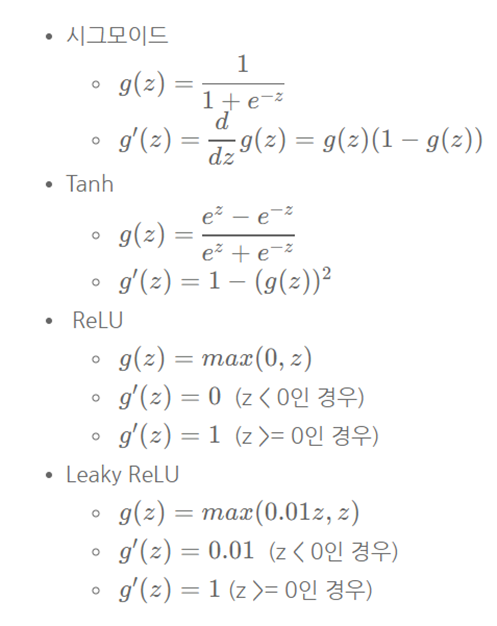 • 시그모이드
◦ g(z) = \frac{1}{1 + e^{-z}}
◦ g'(z) = \frac{d}{dz}g(z) = g(z)(1 − g(z))
• Tanh
◦ g(z) = \frac{e^z − e^{-z}}{e^z + e^{-z}}
◦ g'(z) = 1 − (g(z))^2
• ReLU
◦ g(z) = max(0, z)
◦ g'(z) = 0 (z < 0인 경우)
◦ g'(z) = 1 (z >= 0인 경우)
• Leaky ReLU
◦ g(z) = max(0.01z, z)
◦ g'(z) = 0.01 (z < 0인 경우)
◦ g'(z) = 1 (z >= 0인 경우)